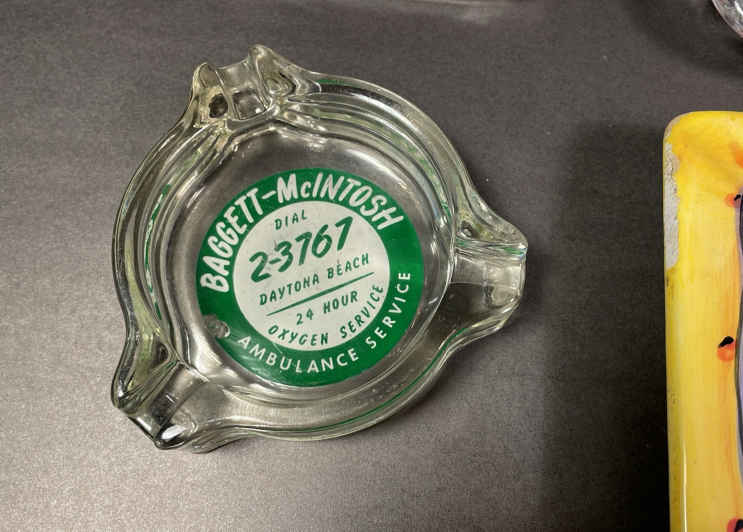 BAGGETT-McINTOSH
DIAL
2-3767
DAYTONA BEACH
24 HOUR
OXYGEN SERVICE
AMBULANCE SERVICE